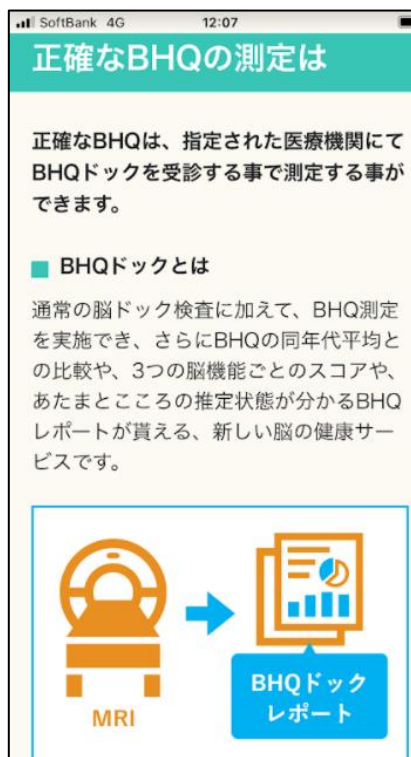 SoftBank 4G 12:07
正確なBHQの測定は
正確なBHQは、指定された医療機関にて
BHQドックを受診する事で測定する事が
できます。
BHQドックとは
通常の脳ドック検査に加えて、BHQ測定
を実施でき、さらにBHQの同年代平均と
の比較や、3つの脳機能ごとのスコアや、
あたまとこころの推定状態が分かるBHQ
レポートが貰える、新しい脳の健康サー
ビスです。
MRI
BHQドック
レポート